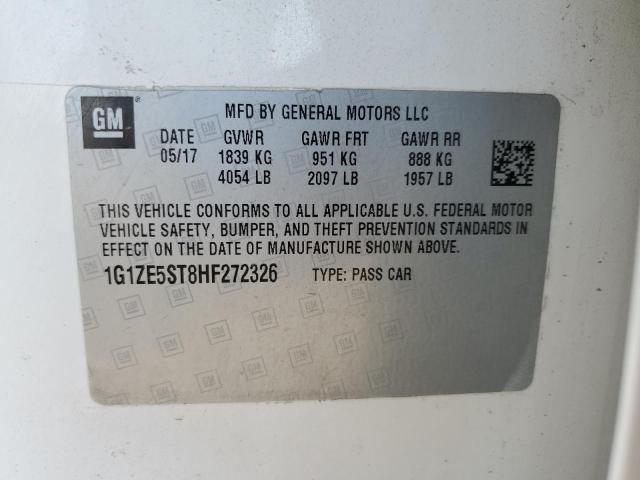 GM
MFD BY GENERAL MOTORS LLC
DATE GVWR GAWR FRT GAWR RR
05/17 1839 KG 951 KG 888 KG
4054 LB 2097 LB 1957 LB
THIS VEHICLE CONFORMS TO ALL APPLICABLE U.S. FEDERAL MOTOR
VEHICLE SAFETY, BUMPER, AND THEFT PREVENTION STANDARDS IN
EFFECT ON THE DATE OF MANUFACTURE SHOWN ABOVE.
1G1ZE5ST8HF272326 TYPE: PASS CAR